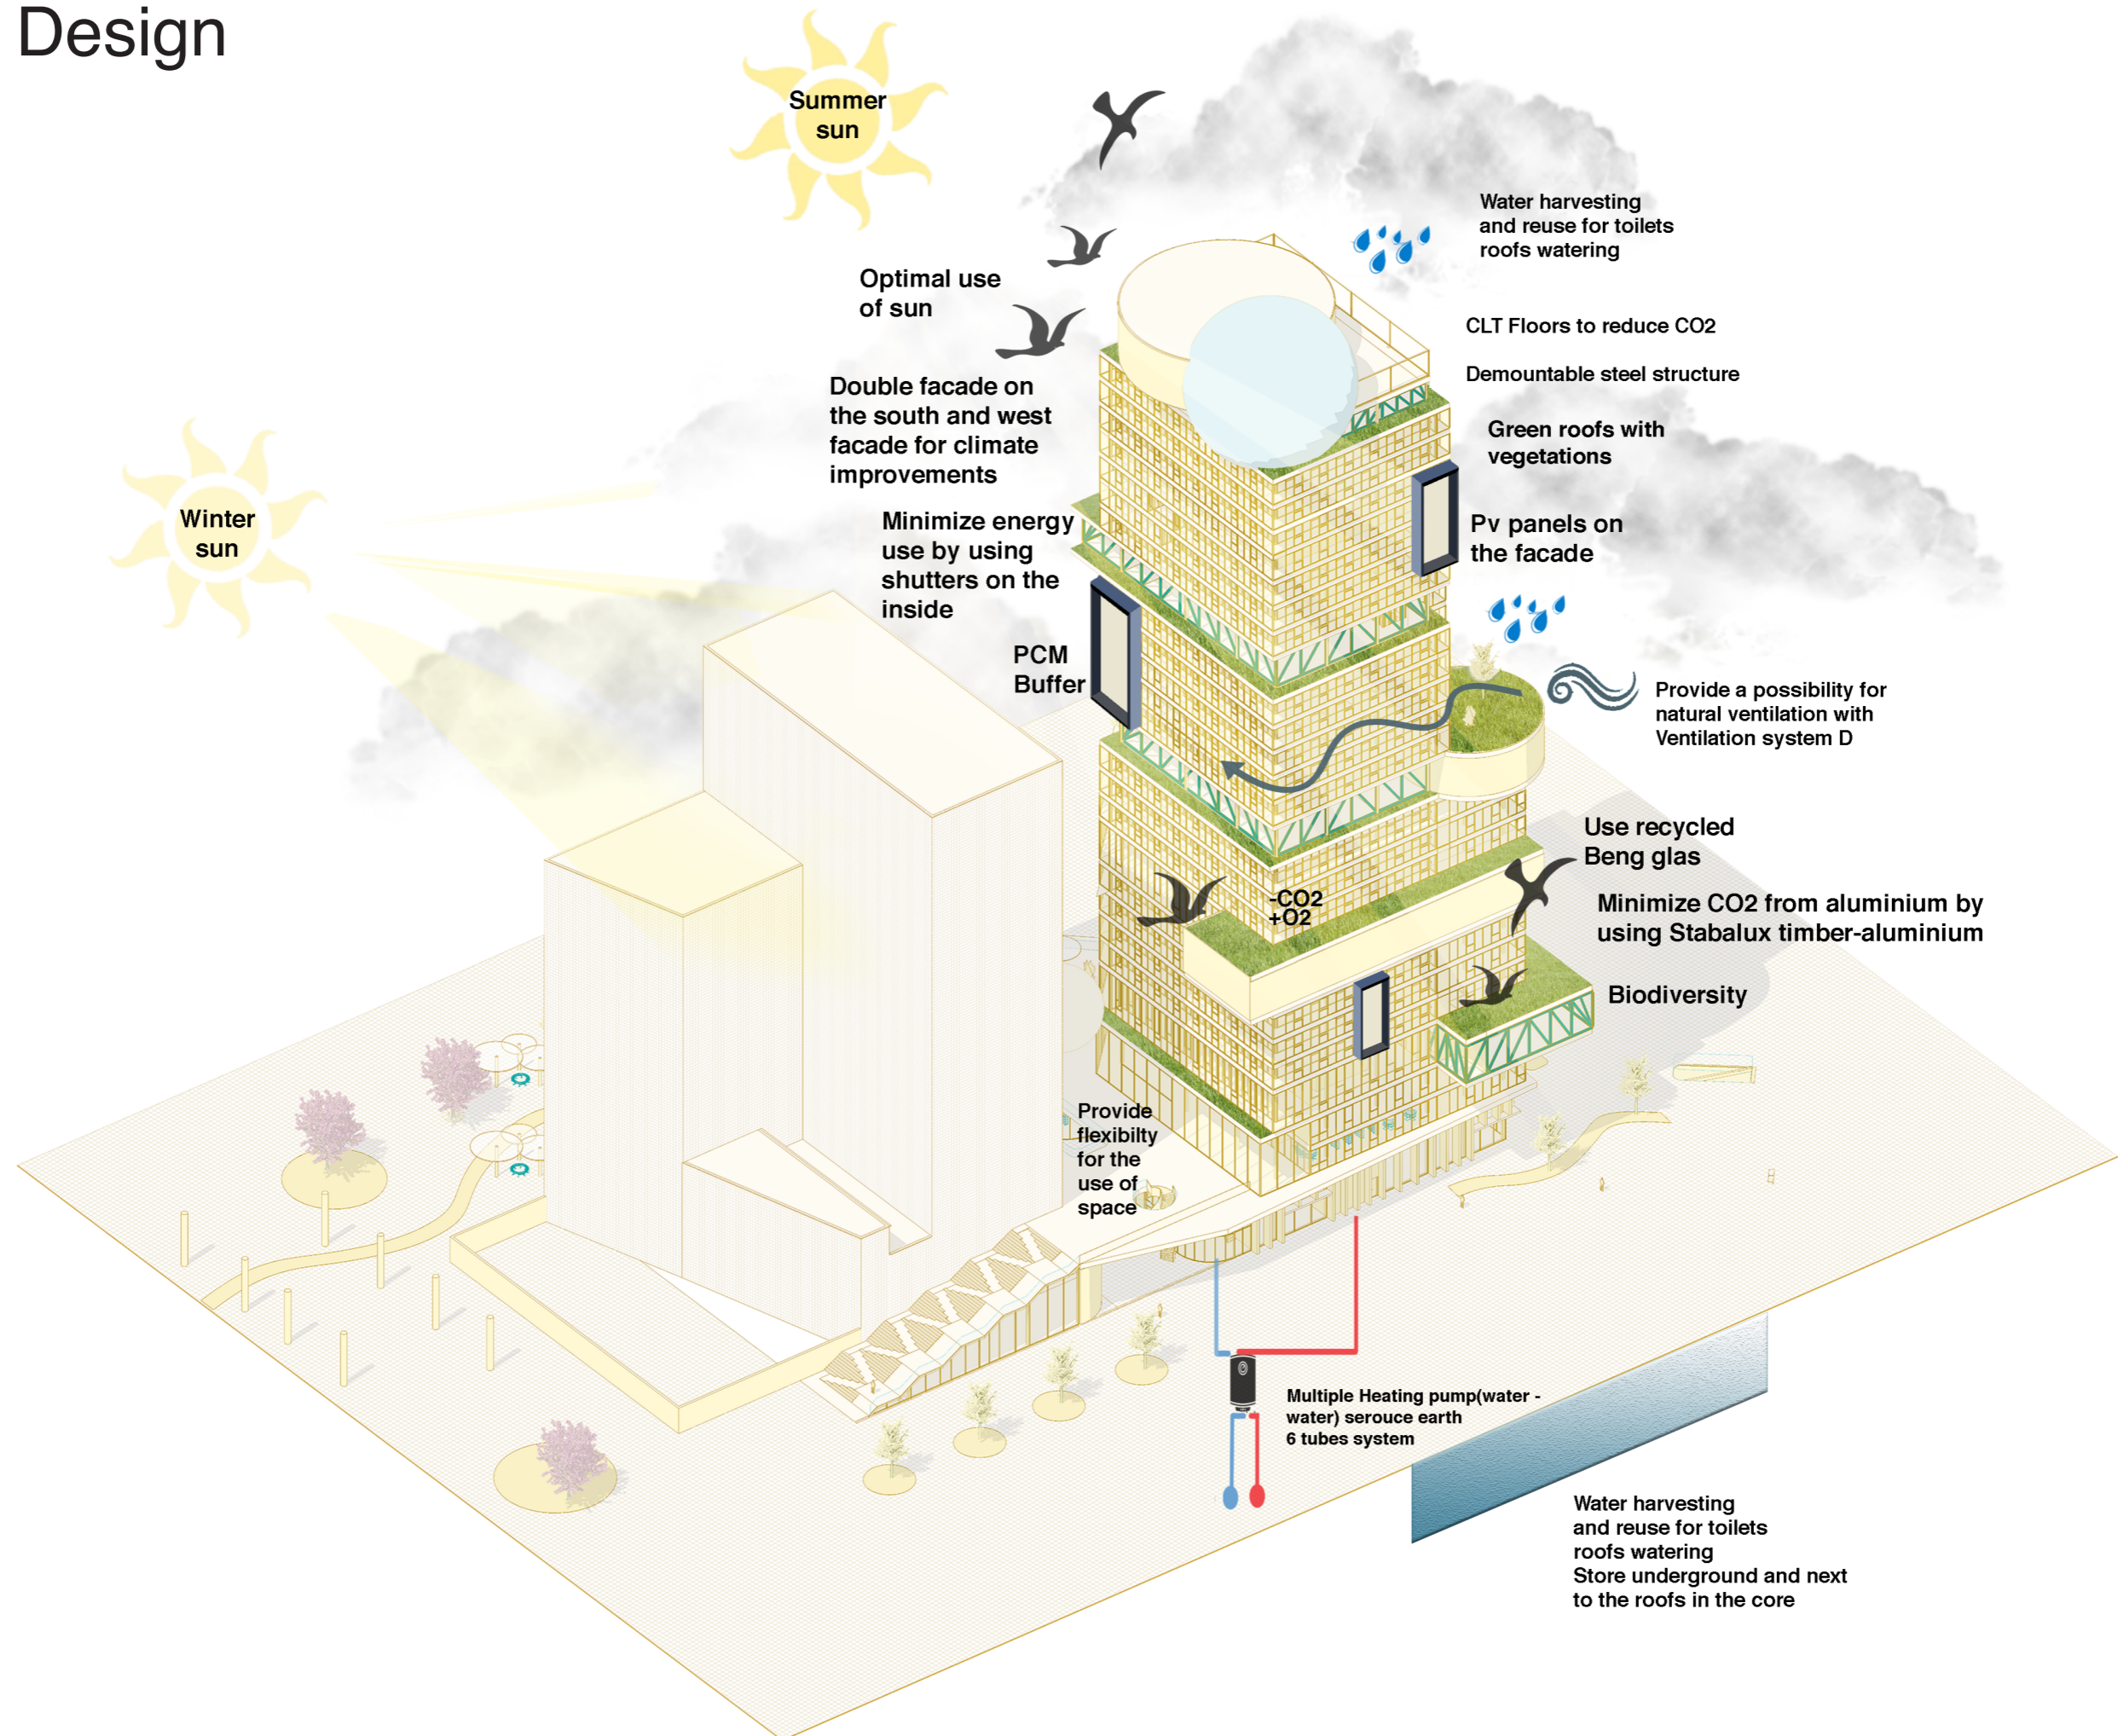 Design
Summer
sun
Water harvesting
and reuse for toilets
roofs watering
Optimal use
of sun
CLT Floors to reduce CO2
Demountable steel structure
Double facade on
the south and west
facade for climate
improvements
Green roofs with
vegetations
Winter
sun
Minimize energy
use by using
shutters on the
inside
Pv panels on
the facade
PCM
Buffer
Provide a possibility for
natural ventilation with
Ventilation system D
Use recycled
Beng glas
-CO2
+O2
Minimize CO2 from aluminium by
using Stabalux timber-aluminium
Biodiversity
Provide
flexibilty
for the
use of
space
Multiple Heating pump(water -
water) serouce earth
6 tubes system
Water harvesting
and reuse for toilets
roofs watering
Store underground and next
to the roofs in the core